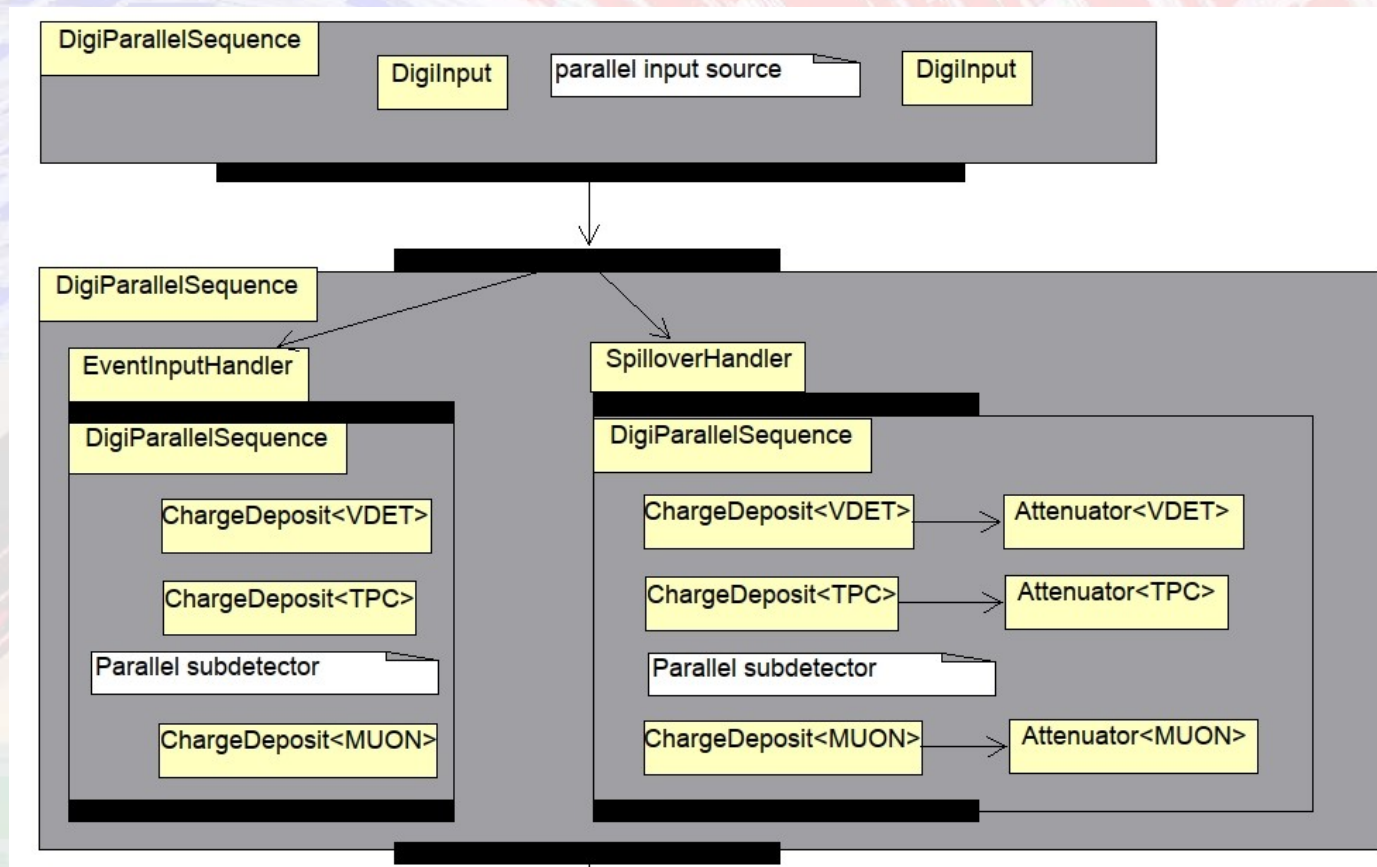 DigiParallelSequence
DigiInput
parallel input source
DigiInput
DigiParallelSequence
EventInputHandler
DigiParallelSequence
ChargeDeposit<VDET>
ChargeDeposit<TPC>
Parallel subdetector
ChargeDeposit<MUON>
SpilloverHandler
DigiParallelSequence
ChargeDeposit<VDET>
Attenuator<VDET>
ChargeDeposit<TPC>
Attenuator<TPC>
Parallel subdetector
ChargeDeposit<MUON>
Attenuator<MUON>